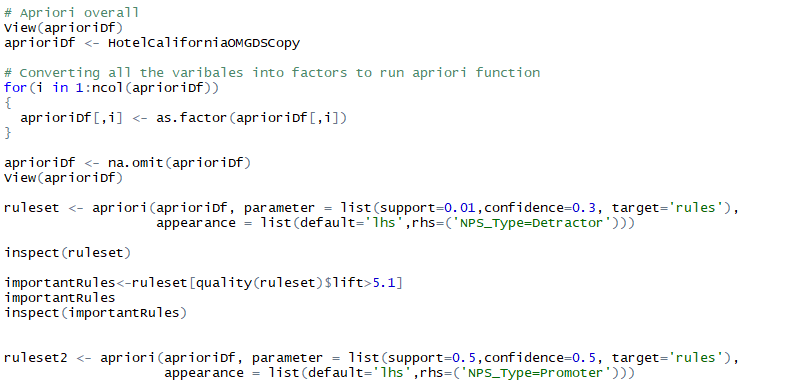 # Apriori overall
View(aprioriDf)
aprioriDf <- HotelCaliforniaOMGDSCopy
# Converting all the varibales into factors to run apriori function
for(i in 1:ncol(aprioriDf))
{
  aprioriDf[,i] <- as.factor(aprioriDf[,i])
}
aprioriDf <- na.omit(aprioriDf)
View(aprioriDf)
ruleset <- apriori(aprioriDf, parameter = list(support=0.01,confidence=0.3, target='rules'),
                   appearance = list(default='lhs',rhs=('NPS_Type=Detractor')))
inspect(ruleset)
importantRules<-ruleset[quality(ruleset)$lift>5.1]
importantRules
inspect(importantRules)
ruleset2 <- apriori(aprioriDf, parameter = list(support=0.5,confidence=0.5, target='rules'),
                    appearance = list(default='lhs',rhs=('NPS_Type=Promoter')))